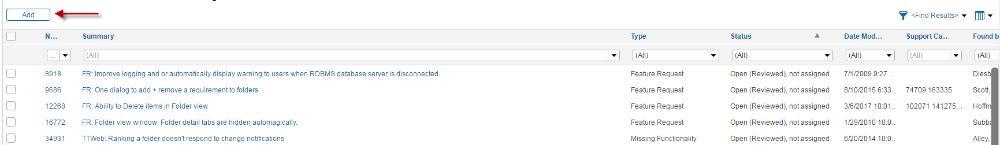 Add
<Find Results>
N... Summary Type Status Date Mod... Support Ca... Found b
... (All) (All) (All) (All) (All) (All)
8918 FR: Improve logging and or automatically display warning to users when RDBMS database server is disconnected Feature Request Open (Reviewed), not assigned 7/1/2009 9:27 ... Diesb
9686 FR: One dialog to add + remove a requirement to folders Feature Request Open (Reviewed), not assigned 8/10/2015 6:33... 74709 163335 Scott,
12268 FR: Ability to Delete items in Folder view Feature Request Open (Reviewed), not assigned 3/6/2017 10:01... 102071 141275... Hoffm
16772 FR: Folder view window: Folder detail tabs are hidden automagically. Feature Request Open (Reviewed), not assigned 1/29/2010 10:0... Subba
34931 TTWeb: Ranking a folder doesn't respond to change notifications Missing Functionality Open (Reviewed), not assigned 6/20/2014 10:0... Alley,